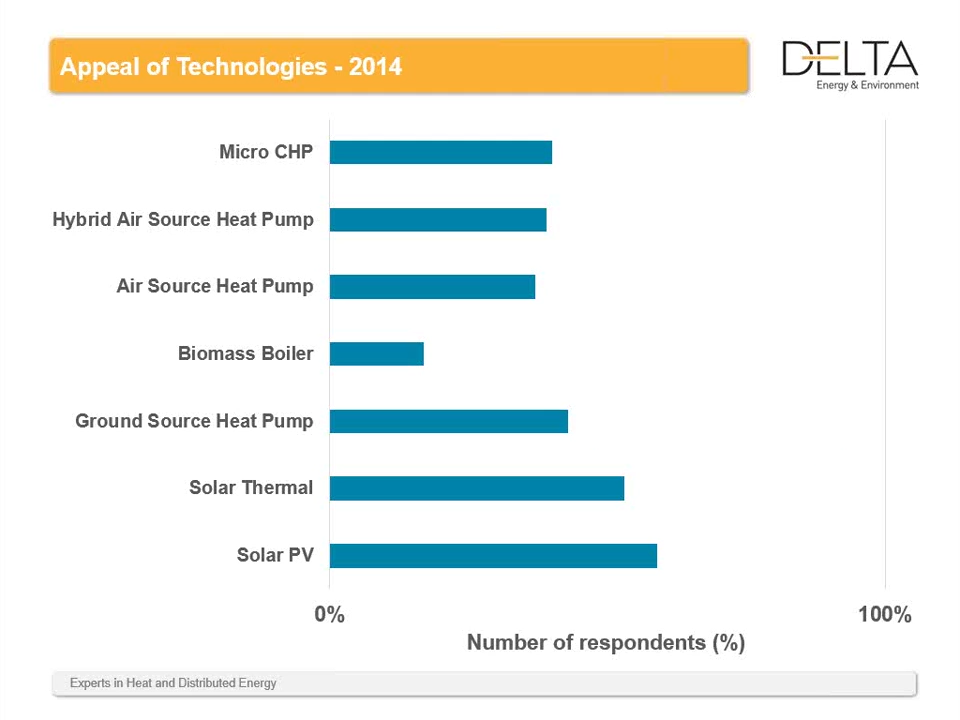 Appeal of Technologies - 2014
DELTA
Energy & Environment
Micro CHP
Hybrid Air Source Heat Pump
Air Source Heat Pump
Biomass Boiler
Ground Source Heat Pump
Solar Thermal
Solar PV
0%
100%
Number of respondents (%)
Experts in Heat and Distributed Energy